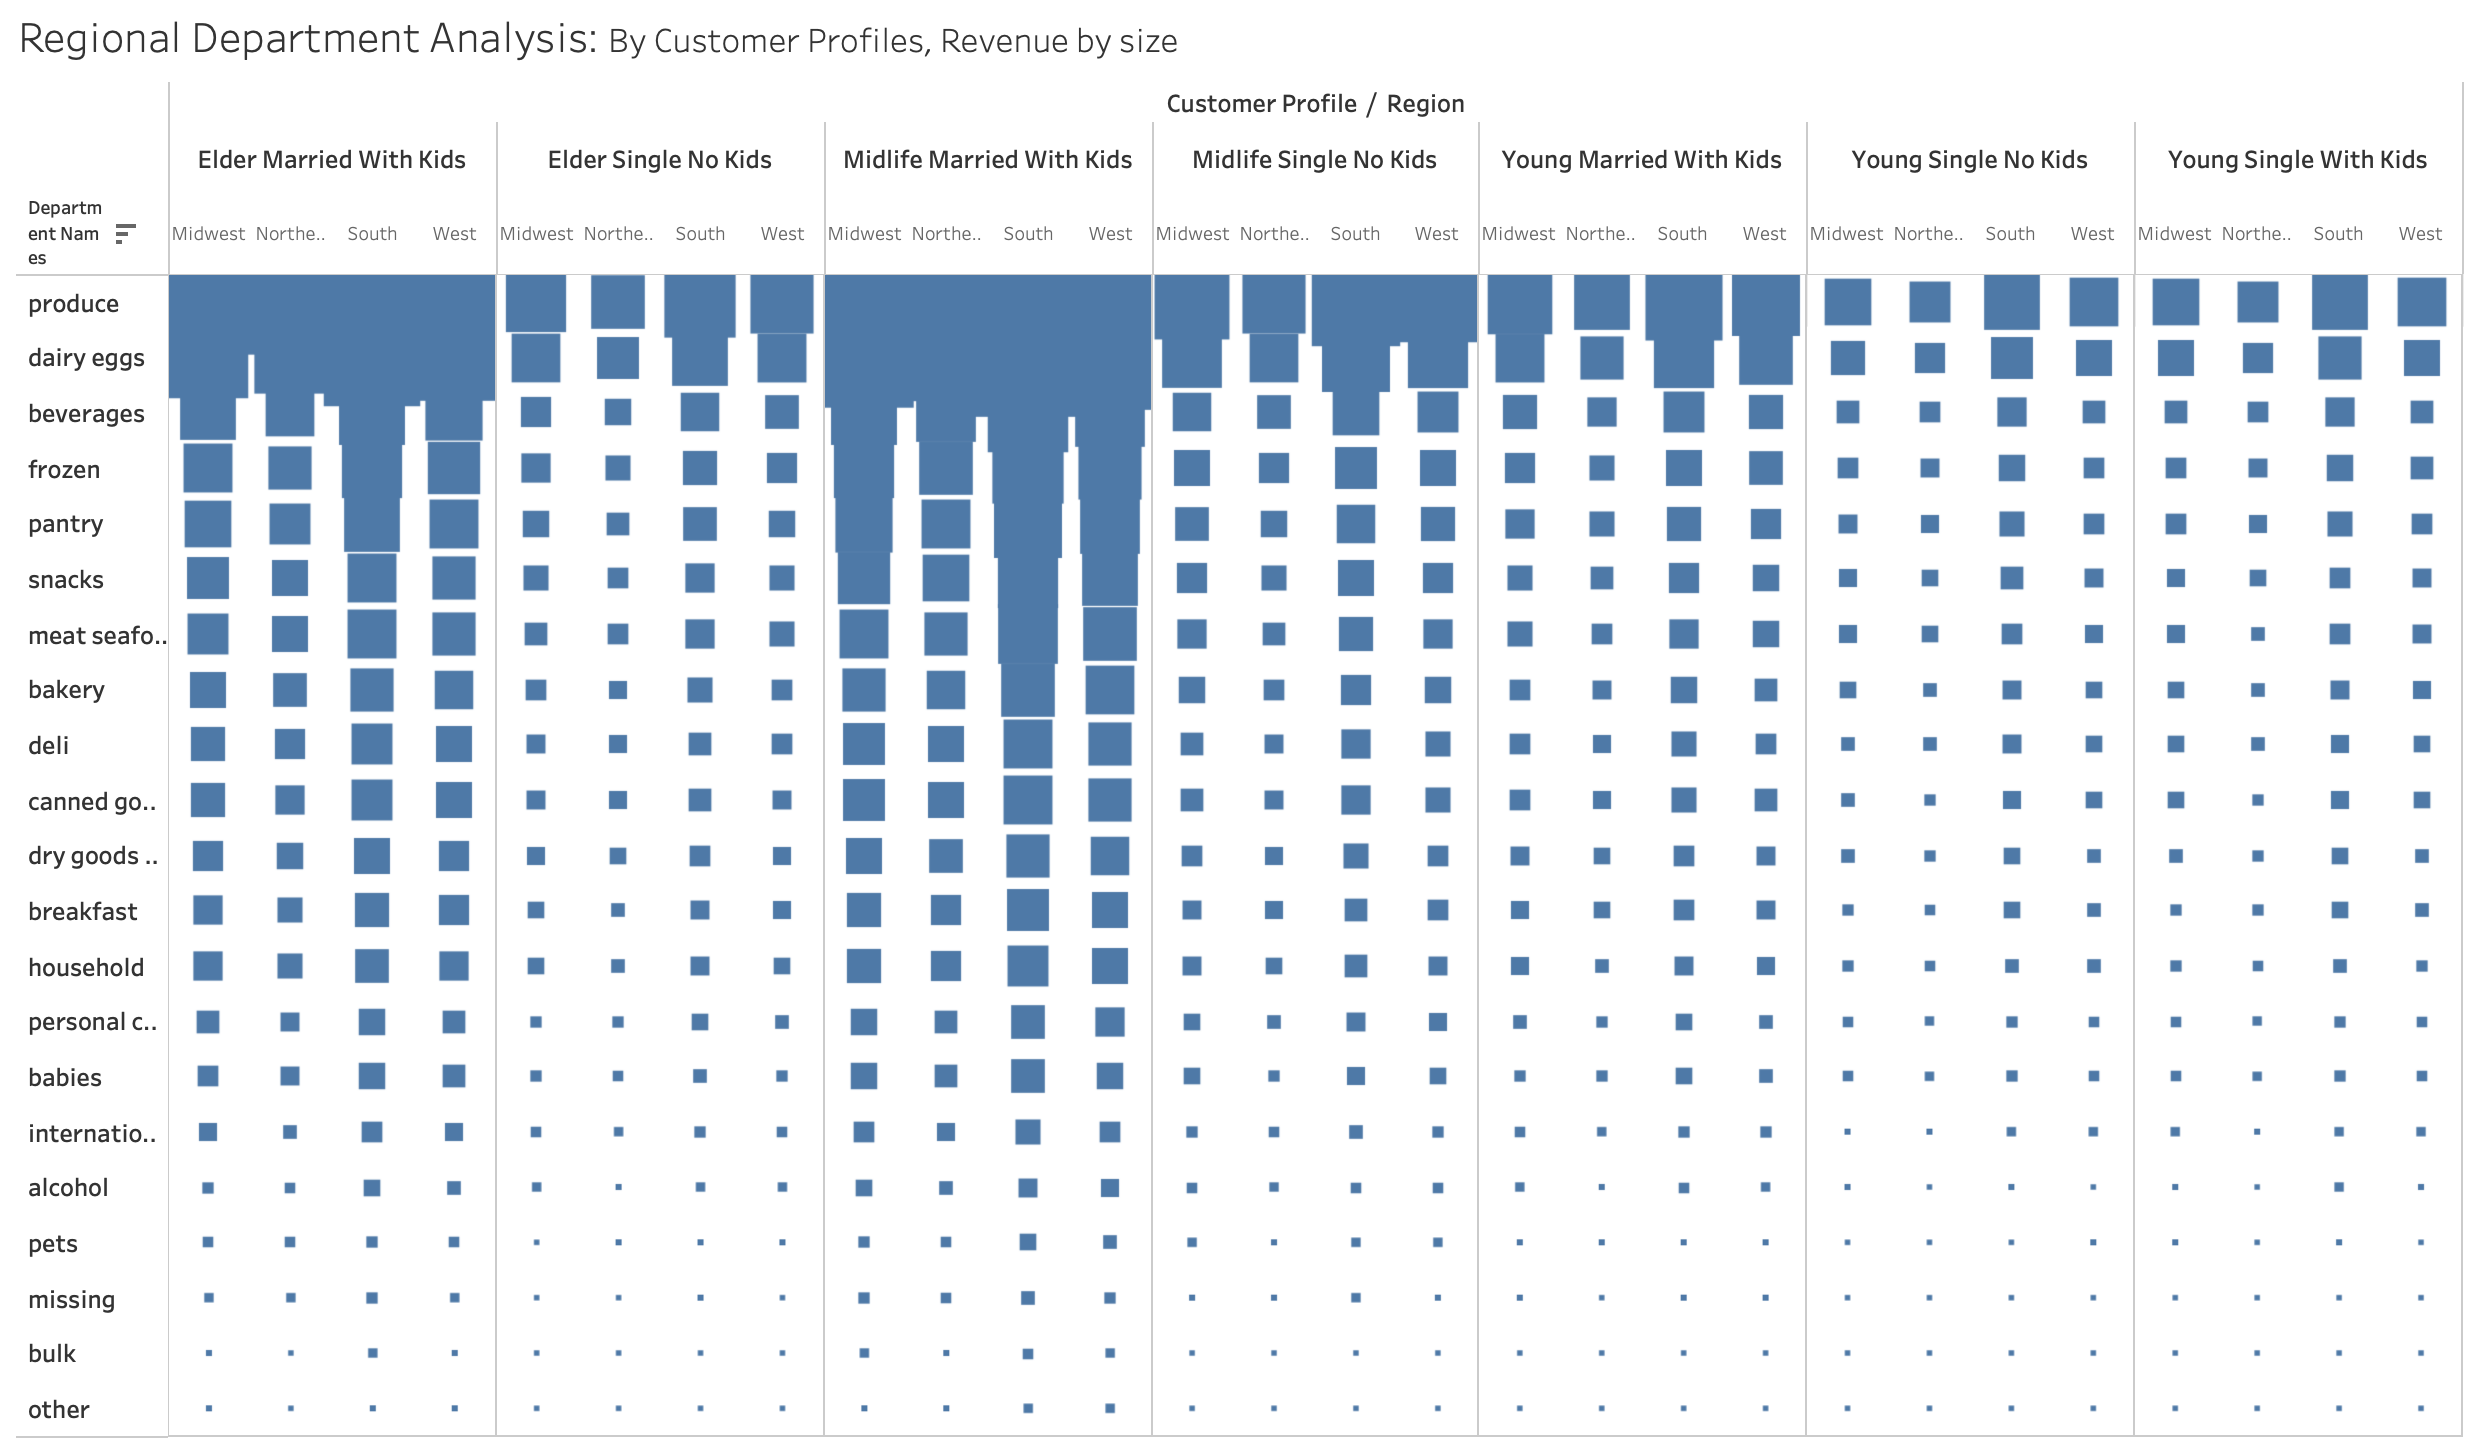 Regional Department Analysis: By Customer Profiles, Revenue by size
Customer Profile / Region
Elder Married With Kids Elder Single No Kids Midlife Married With Kids Midlife Single No Kids Young Married With Kids Young Single No Kids Young Single With Kids
Departm
ent Nam
es
Midwest Northe.. South West Midwest Northe.. South West Midwest Northe.. South West Midwest Northe.. South West Midwest Northe.. South West Midwest Northe.. South West Midwest Northe.. South West
produce
dairy eggs
beverages
frozen
pantry
snacks
meat seafo..
bakery
deli
canned go..
dry goods ..
breakfast
household
personal c..
babies
internatio..
alcohol
pets
missing
bulk
other